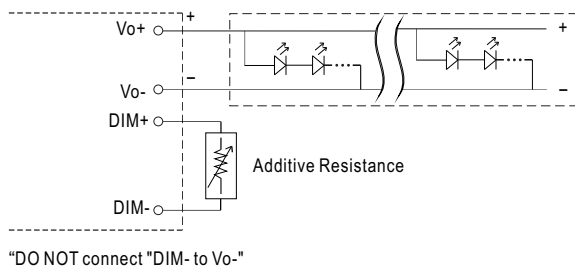 Vo+
+
+
Vo-
−
−
DIM+
Additive Resistance
DIM-
“DO NOT connect "DIM- to Vo-"